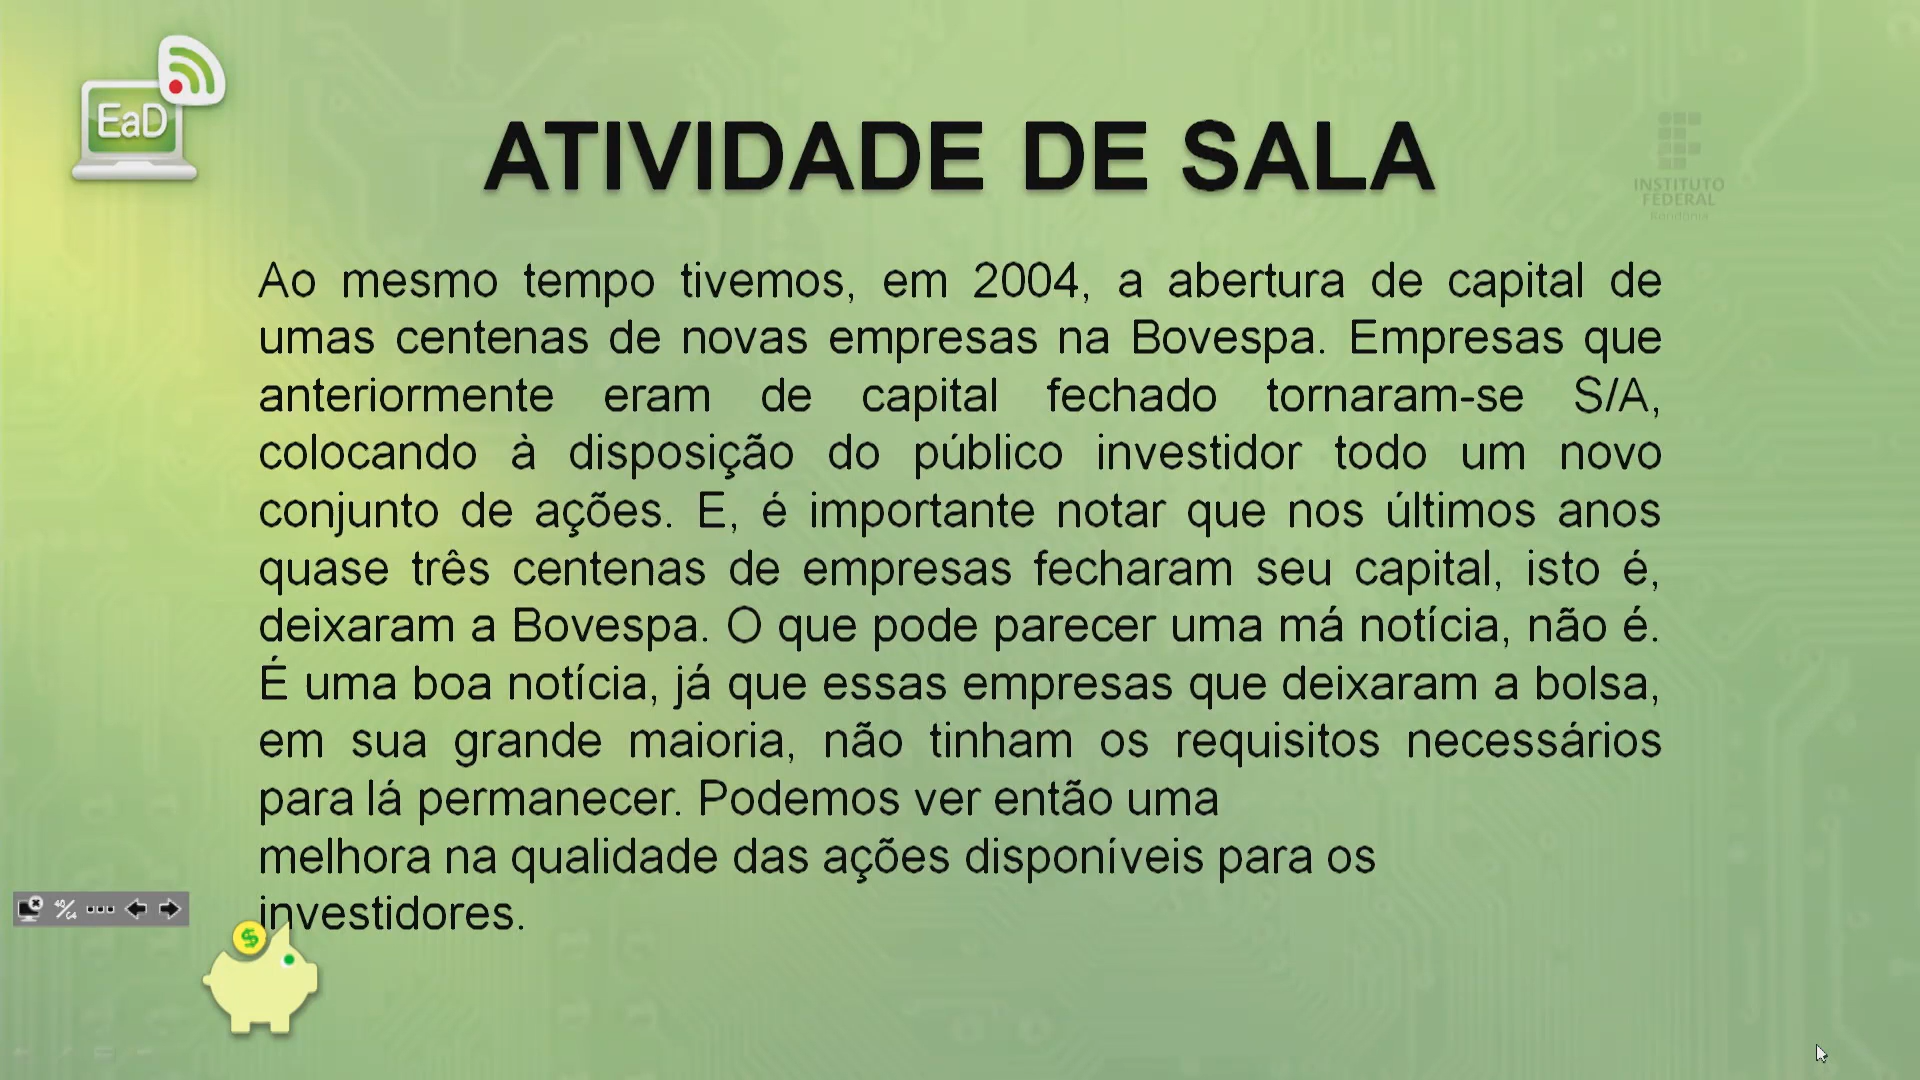 EaD
ATIVIDADE DE SALA
INSTITUTO
FEDERAL
Rondônia
Ao mesmo tempo tivemos, em 2004, a abertura de capital de
umas centenas de novas empresas na Bovespa. Empresas que
anteriormente eram de capital fechado tornaram-se S/A,
colocando à disposição do público investidor todo um novo
conjunto de ações. E, é importante notar que nos últimos anos
quase três centenas de empresas fecharam seu capital, isto é,
deixaram a Bovespa. O que pode parecer uma má notícia, não é.
É uma boa notícia, já que essas empresas que deixaram a bolsa,
em sua grande maioria, não tinham os requisitos necessários
para lá permanecer. Podemos ver então uma
melhora na qualidade das ações disponíveis para os
investidores.
$